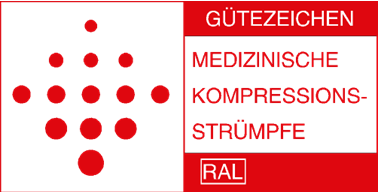 GÜTEZEICHEN
MEDIZINISCHE
KOMPRESSIONS-
STRÜMPFE
RAL